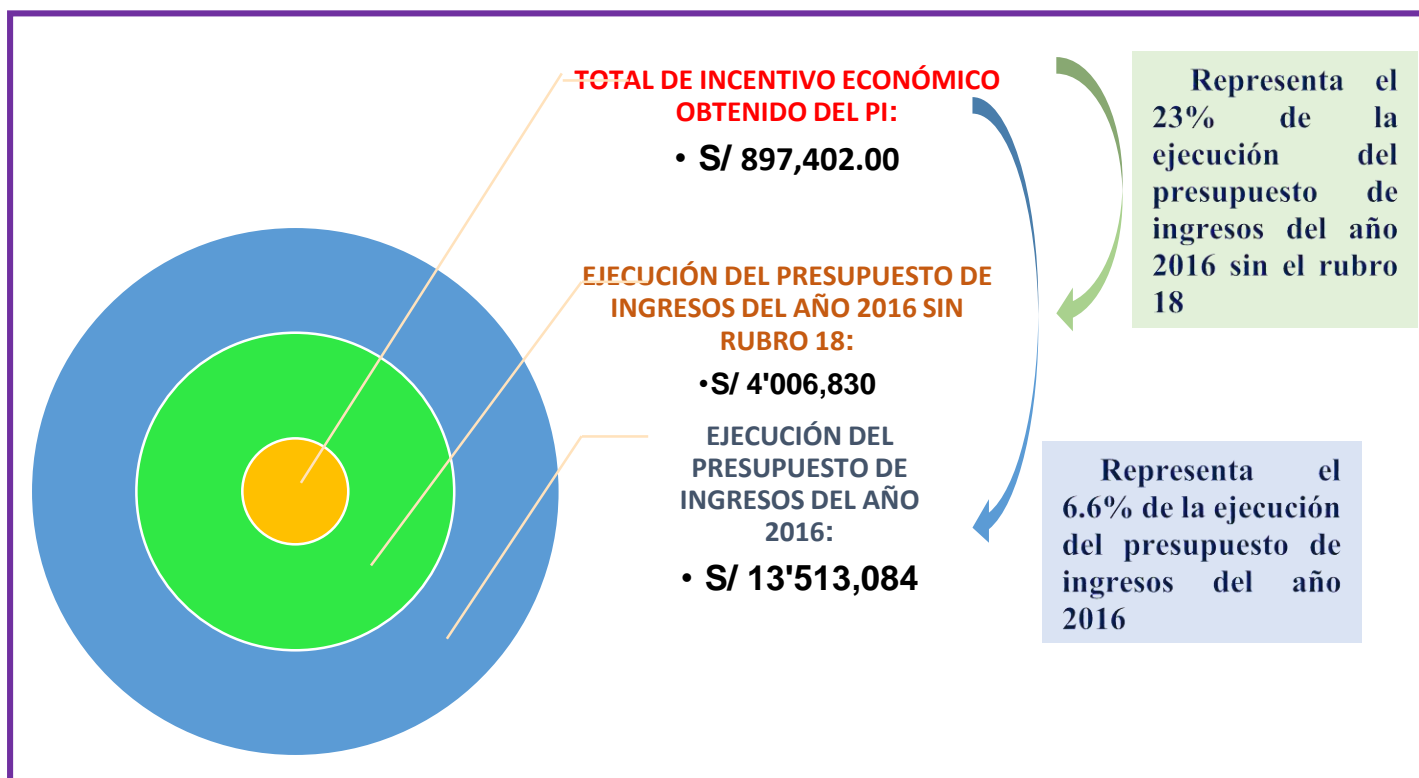 TOTAL DE INCENTIVO ECONÓMICO
OBTENIDO DEL PI:
• S/ 897,402.00
EJECUCIÓN DEL PRESUPUESTO DE
INGRESOS DEL AÑO 2016 SIN
RUBRO 18:
•S/ 4'006,830
EJECUCIÓN DEL
PRESUPUESTO DE
INGRESOS DEL AÑO
2016:
• S/ 13'513,084
Representa el
23% de la
ejecución del
presupuesto de
ingresos del año
2016 sin el rubro
18
Representa el
6.6% de la ejecución
del presupuesto de
ingresos del año
2016